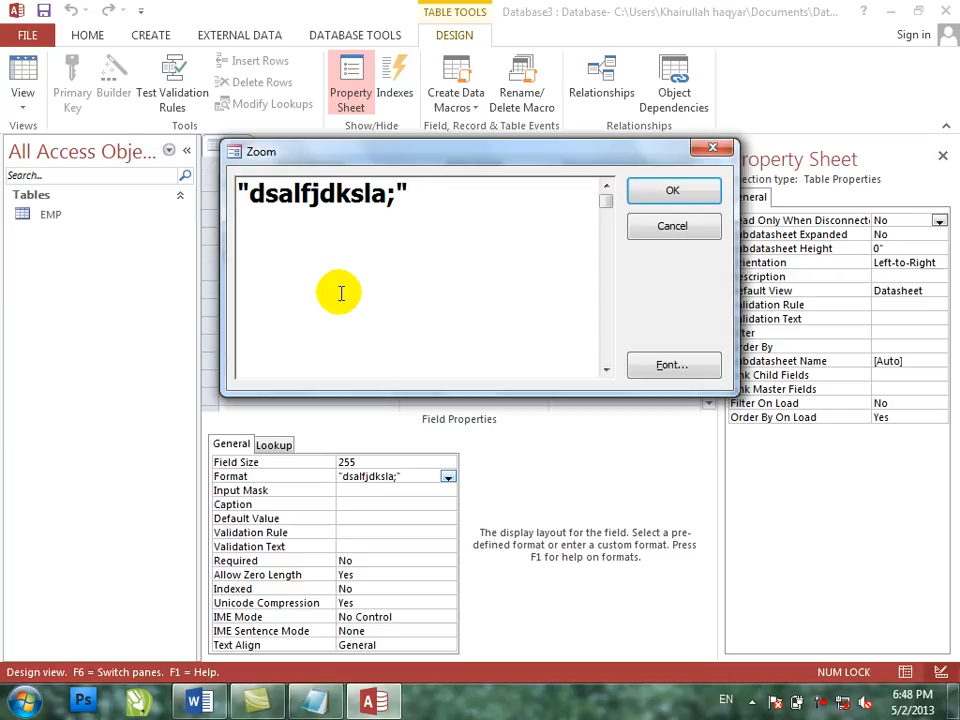 TABLE TOOLS
Database3 : Database- C:\Users\Khairullah haqyar\Documents\Dat...
FILE
HOME
CREATE
EXTERNAL DATA
DATABASE TOOLS
DESIGN
Sign in
View
Primary Key
Builder
Test Validation Rules
Insert Rows
Delete Rows
Modify Lookups
Property Sheet
Indexes
Create Data Macros
Rename/ Delete Macro
Relationships
Object Dependencies
Views
Tools
Show/Hide
Field, Record & Table Events
Relationships
All Access Obje...
Search...
Tables
EMP
Zoom
"dsalfjdksla;"
OK
Cancel
Font...
operty Sheet
ection type: Table Properties
eneral
ead Only When Disconnecte No
ubdatasheet Expanded No
ubdatasheet Height 0"
rientation Left-to-Right
escription
efault View Datasheet
alidation Rule
alidation Text
lter
rder By
ubdatasheet Name [Auto]
nk Child Fields
nk Master Fields
Filter On Load No
Order By On Load Yes
Field Properties
General Lookup
Field Size 255
Format "dsalfjdksla;"
Input Mask
Caption
Default Value
Validation Rule
Validation Text
Required No
Allow Zero Length Yes
Indexed No
Unicode Compression Yes
IME Mode No Control
IME Sentence Mode None
Text Align General
The display layout for the field. Select a pre-
defined format or enter a custom format. Press
F1 for help on formats.
Design view. F6 = Switch panes. F1 = Help.
NUM LOCK
Ps
EN
6:48 PM
5/2/2013